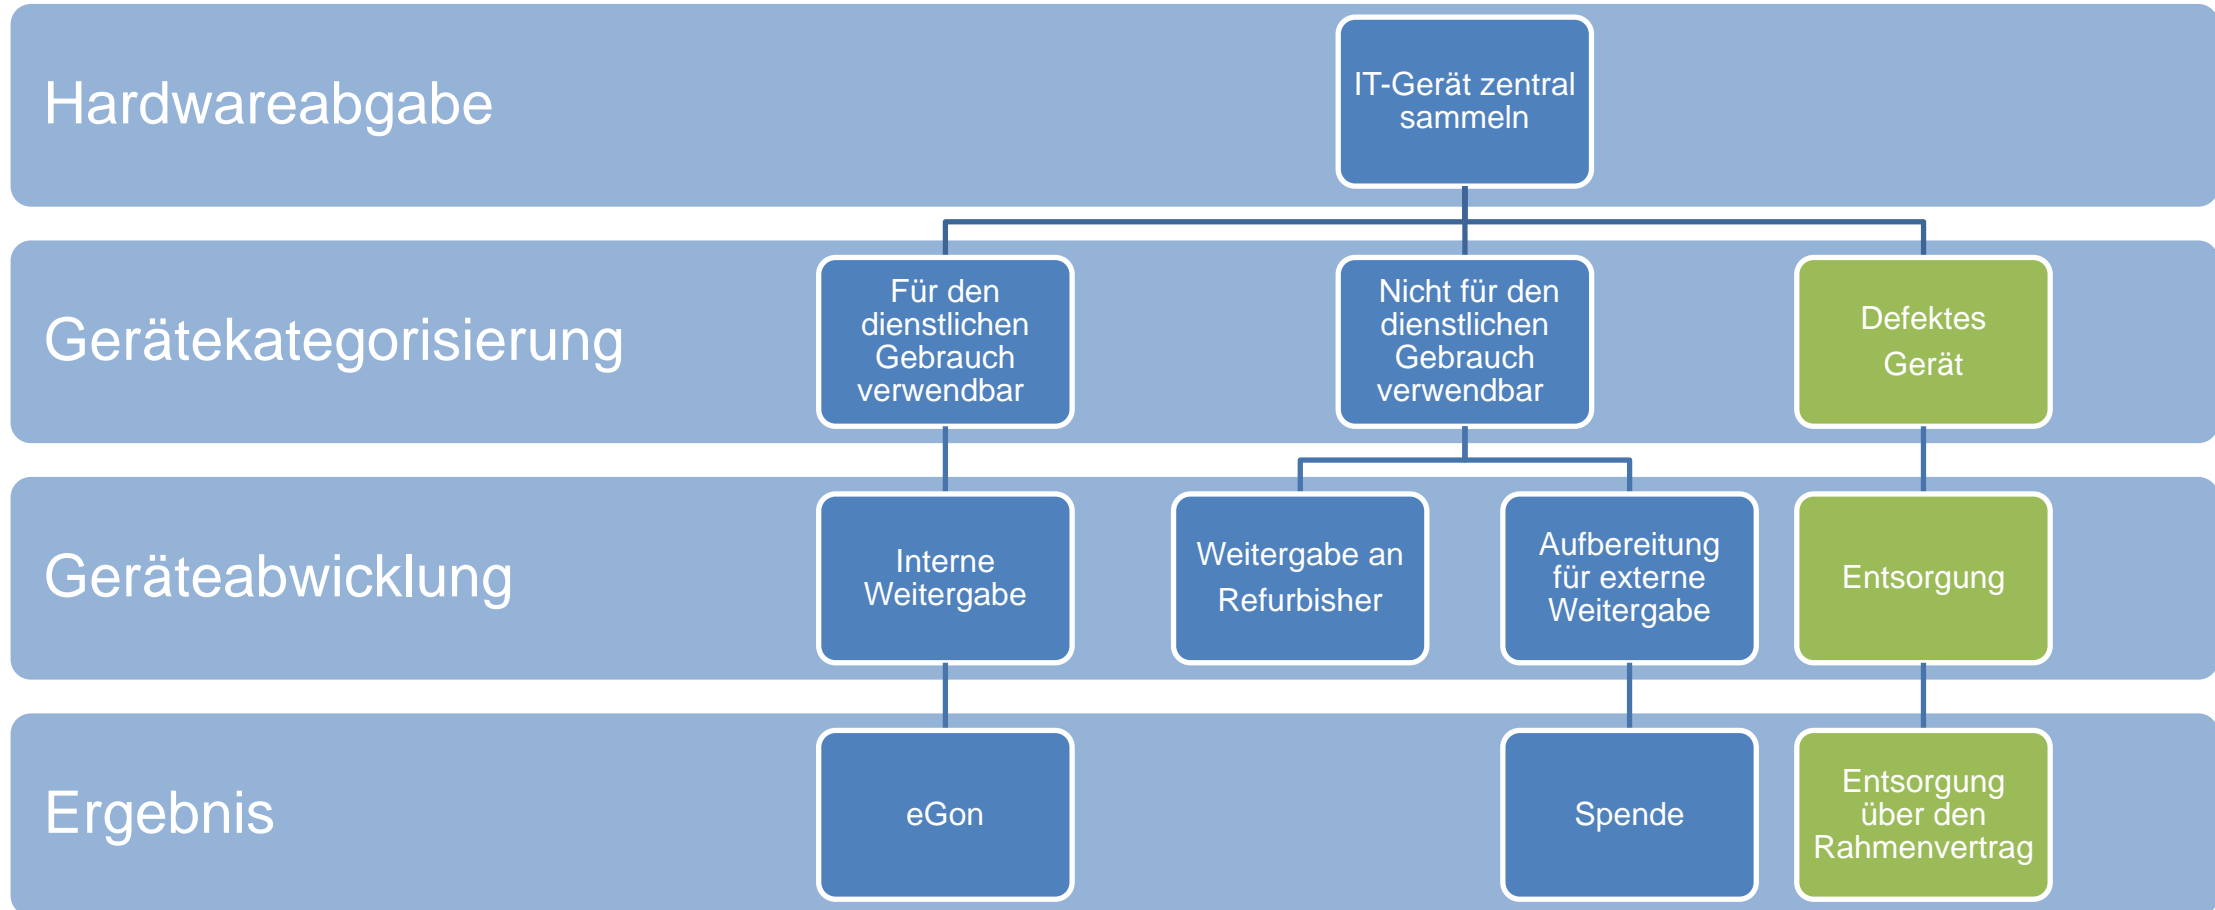 Hardwareabgabe
IT-Gerät zentral
sammeln
Gerätekategorisierung
Für den
dienstlichen
Gebrauch
verwendbar
Nicht für den
dienstlichen
Gebrauch
verwendbar
Defektes
Gerät
Geräteabwicklung
Interne
Weitergabe
Weitergabe an
Refurbisher
Aufbereitung
für externe
Weitergabe
Entsorgung
Ergebnis
eGon
Spende
Entsorgung
über den
Rahmenvertrag